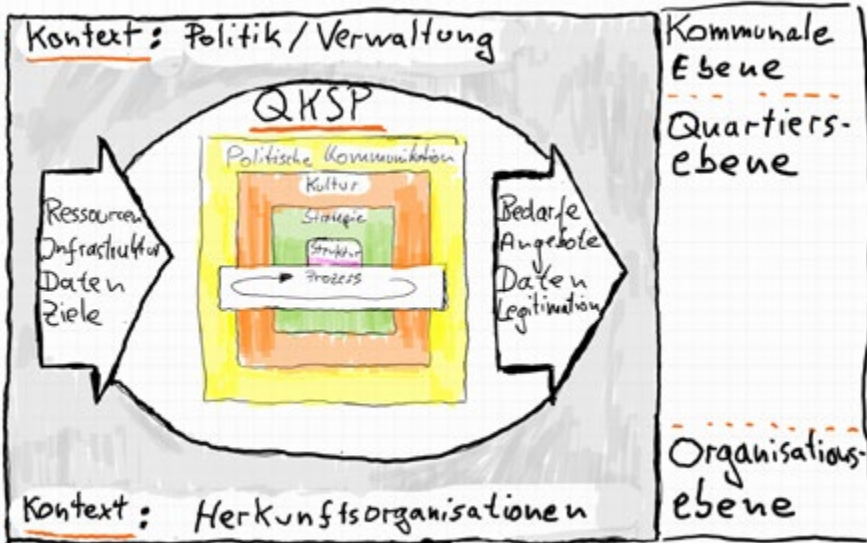 Kontext: Politik/Verwaltung
QKSP
Politische Kommunikation
Kultur
Strategie
Struktur
Prozess
Ressourcen
Infrastruktur
Daten
Ziele
Bedarfe
Angebote
Daten
Legitimation
Kontext: Herkunftsorganisationen
Kommunale
Ebene
Quartiers-
ebene
Organisations-
ebene